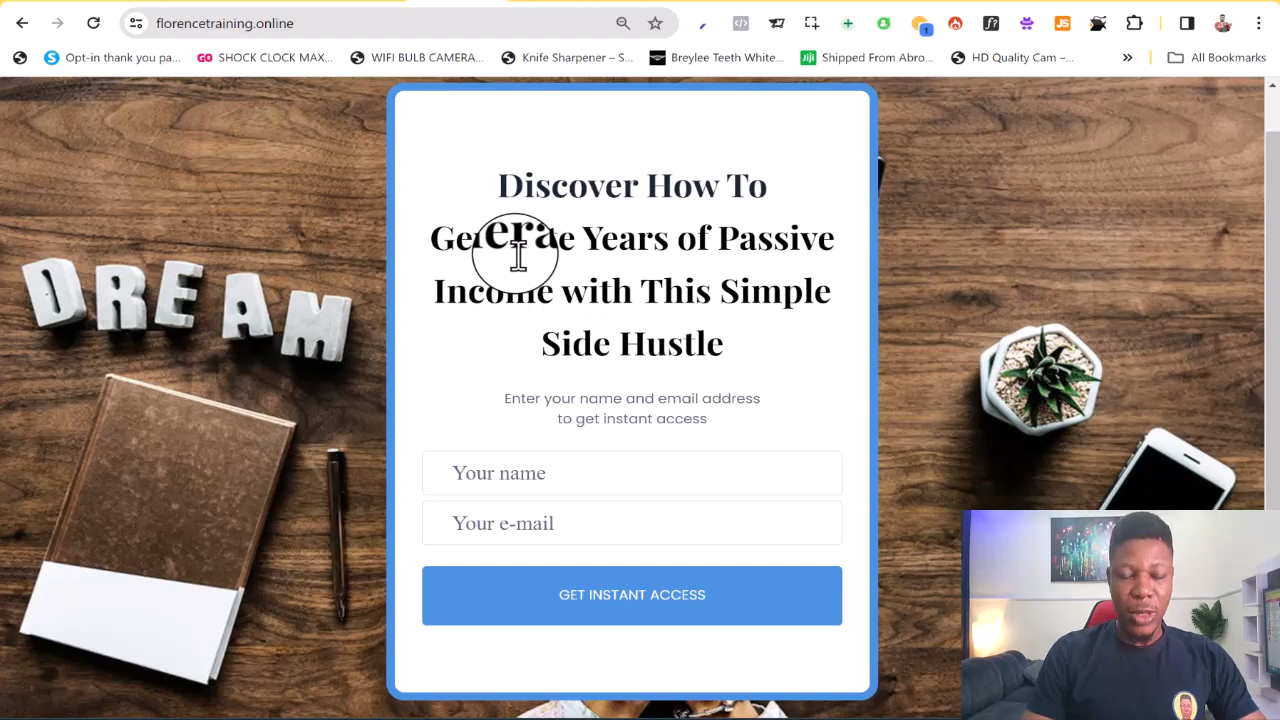 florencetraining.online
1
Opt-in thank you pa...
GO SHOCK CLOCK MAX...
WIFI BULB CAMERA...
Knife Sharpener – S...
Breylee Teeth White...
Jiji Shipped From Abro...
HD Quality Cam –...
»
All Bookmarks
DREAM
Discover How To
Generate Years of Passive
Income with This Simple
Side Hustle
Enter your name and email address
to get instant access
Your name
Your e-mail
GET INSTANT ACCESS